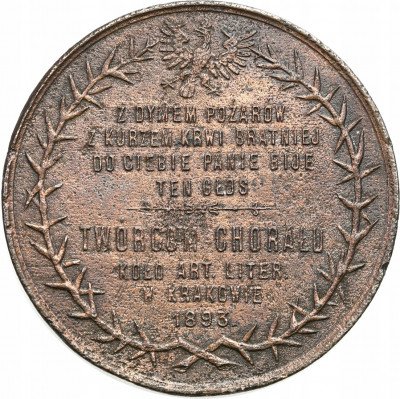 Z DYMEM POŻARÓW
Z KURZEM KRWI BRATNIEJ
DO CIEBIE PANIE BIJE
TEN GŁOS
TWÓRCOM CHORAŁU
KOŁO ART. LITER.
W KRAKOWIE
1893.